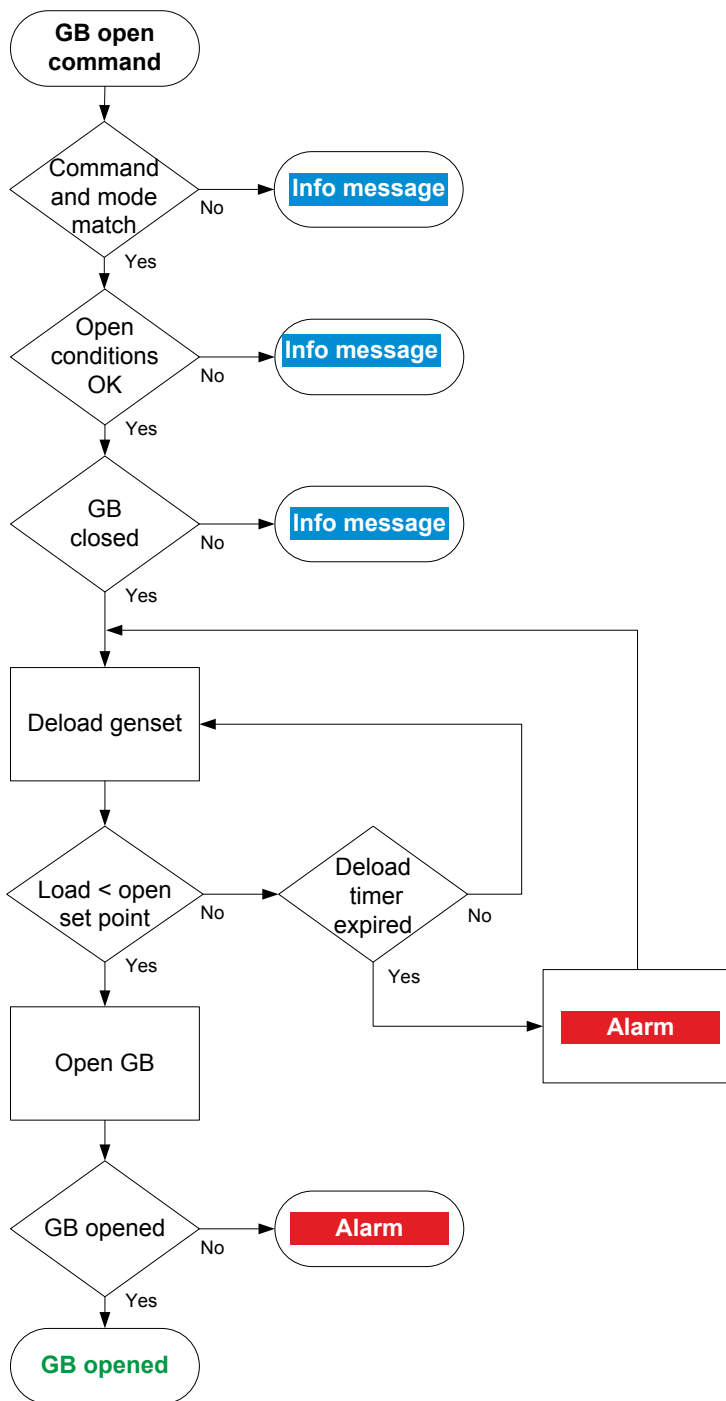 GB open
command
Command
and mode
match
No
Info message
Yes
Open
conditions
OK
No
Info message
Yes
GB
closed
No
Info message
Yes
Deload genset
Load < open
set point
No
Deload
timer
expired
No
Yes
Yes
Alarm
Open GB
GB opened
No
Alarm
Yes
GB opened